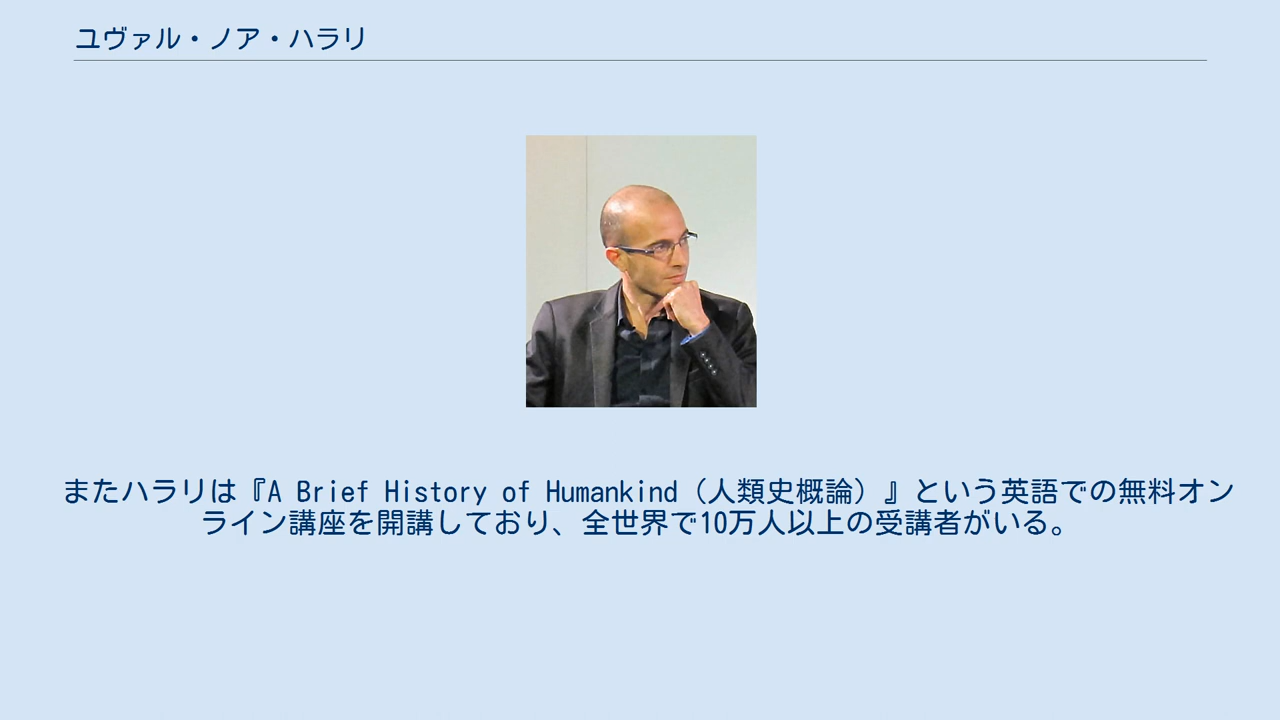 ユヴァル・ノア・ハラリ
またハラリは『A Brief History of Humankind（人類史概論）』という英語での無料オン
ライン講座を開講しており、全世界で10万人以上の受講者がいる。